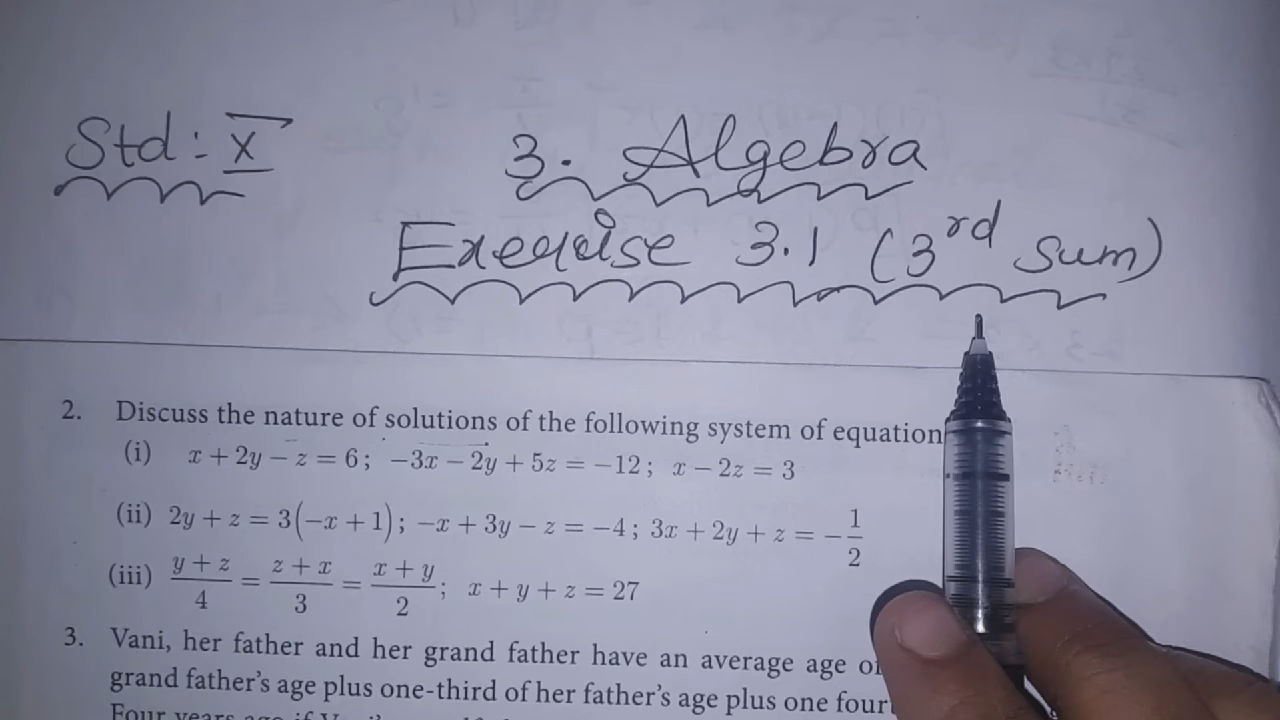 Std: X
3. Algebra
Exercise 3.1 (3rd sum)
2. Discuss the nature of solutions of the following system of equation
(i) x + 2y − z = 6; −3x − 2y + 5z = −12; x − 2z = 3
(ii) 2y + z = 3(−x + 1); −x + 3y − z = −4; 3x + 2y + z = −1/2
(iii) (y + z)/4 = (z + x)/3 = (x + y)/2; x + y + z = 27
3. Vani, her father and her grand father have an average age
grand father's age plus one-third of her father's age plus one
Four years ago if